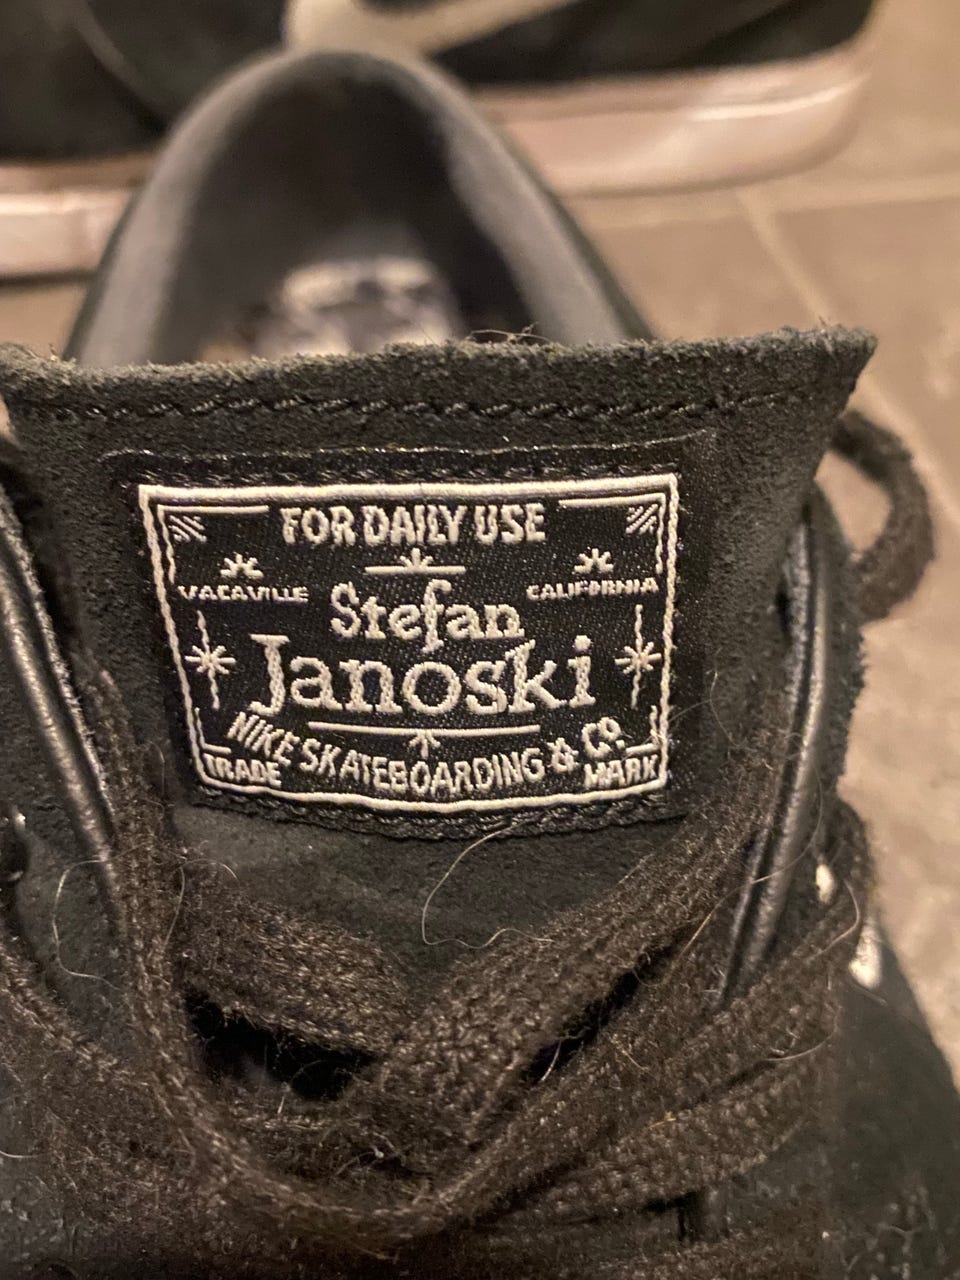 FOR DAILY USE
VACAVILLE CALIFORNIA
Stefan
Janoski
NIKE SKATEBOARDING & Co.
TRADE MARK